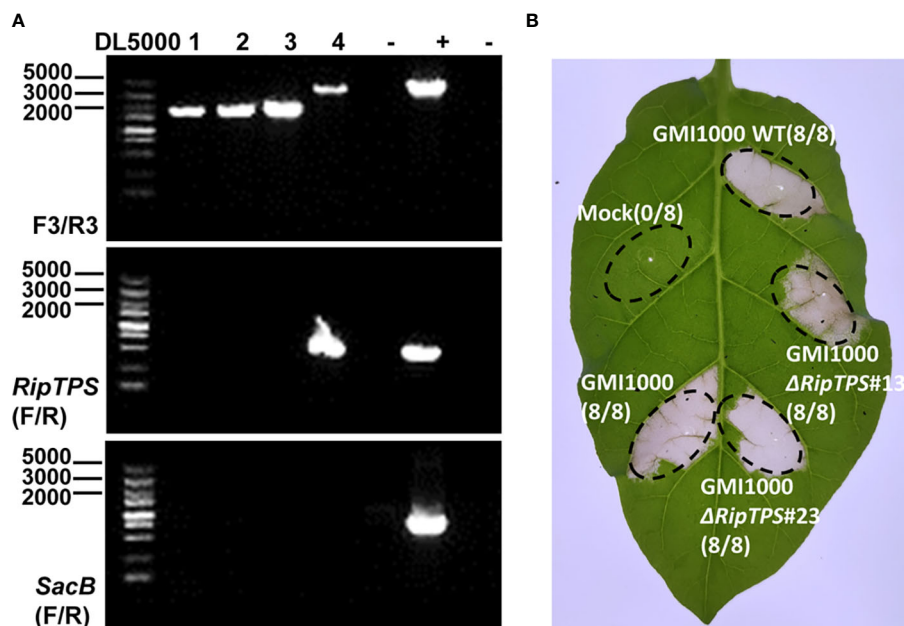 A
DL5000 1 2 3 4 - + -
5000
3000
2000
F3/R3
5000
3000
2000
RipTPS
(F/R)
5000
3000
2000
SacB
(F/R)
B
GMI1000 WT(8/8)
Mock(0/8)
GMI1000
ΔRipTPS#13
(8/8)
GMI1000
(8/8)
GMI1000
ΔRipTPS#23
(8/8)